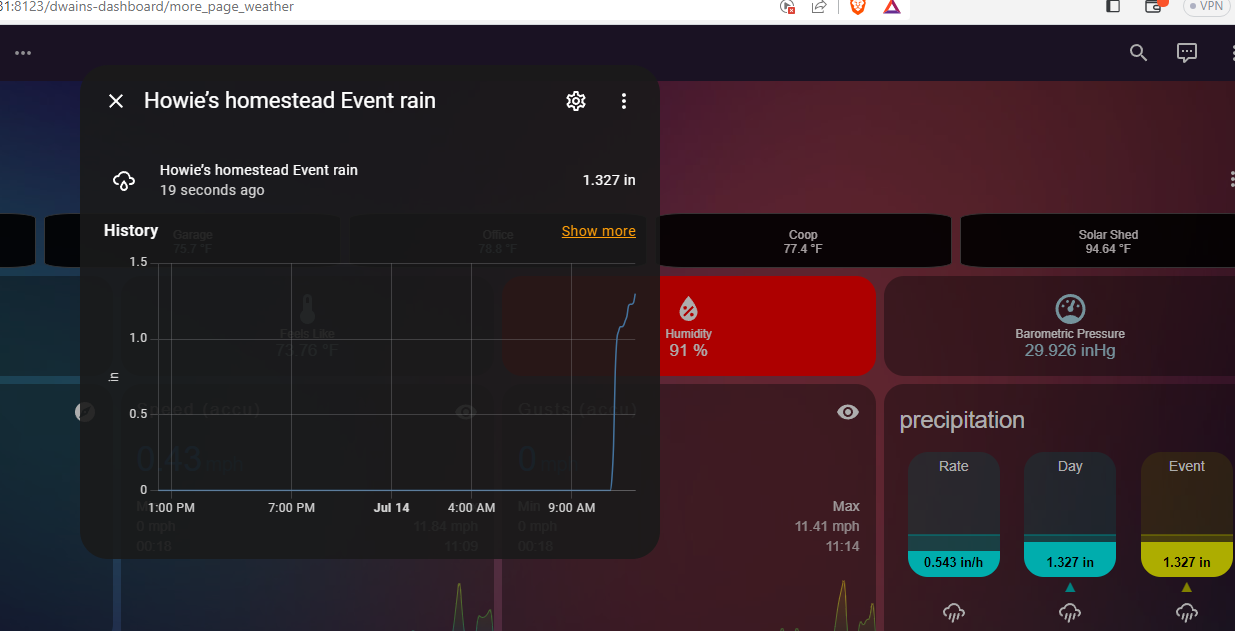 31:8123/dwains-dashboard/more_page_weather
VPN
Howie’s homestead Event rain
Howie’s homestead Event rain
19 seconds ago
1.327 in
History
Show more
Garage
75.7 °F
Office
78.8 °F
Coop
77.4 °F
Solar Shed
94.64 °F
1.5
1.0
0.5
0
in
1:00 PM
7:00 PM
Jul 14
4:00 AM
9:00 AM
Feels Like
73.76 °F
Humidity
91 %
Barometric Pressure
29.926 inHg
Speed (accu)
0.43 mph
0 mph
00:18
11.84 mph
11:09
Gusts (accu)
0
Min
0 mph
00:18
Max
11.41 mph
11:14
precipitation
Rate
0.543 in/h
Day
1.327 in
Event
1.327 in